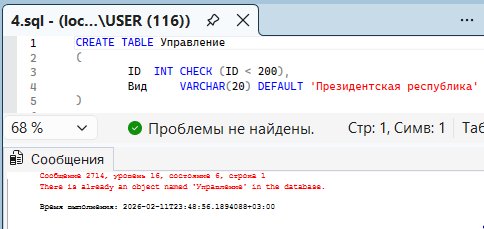 4.sql - (loc...\USER (116))
1 CREATE TABLE Управление
2 (
3 ID INT CHECK (ID < 200),
4 Вид VARCHAR(20) DEFAULT 'Президентская республика'
5 )
68 % Проблемы не найдены. Стр: 1, Симв: 1 Таб
Сообщения
Сообщение 2714, уровень 16, состояние 6, строка 1
There is already an object named 'Управление' in the database.
Время выполнения: 2026-02-11T23:48:56.1894088+03:00